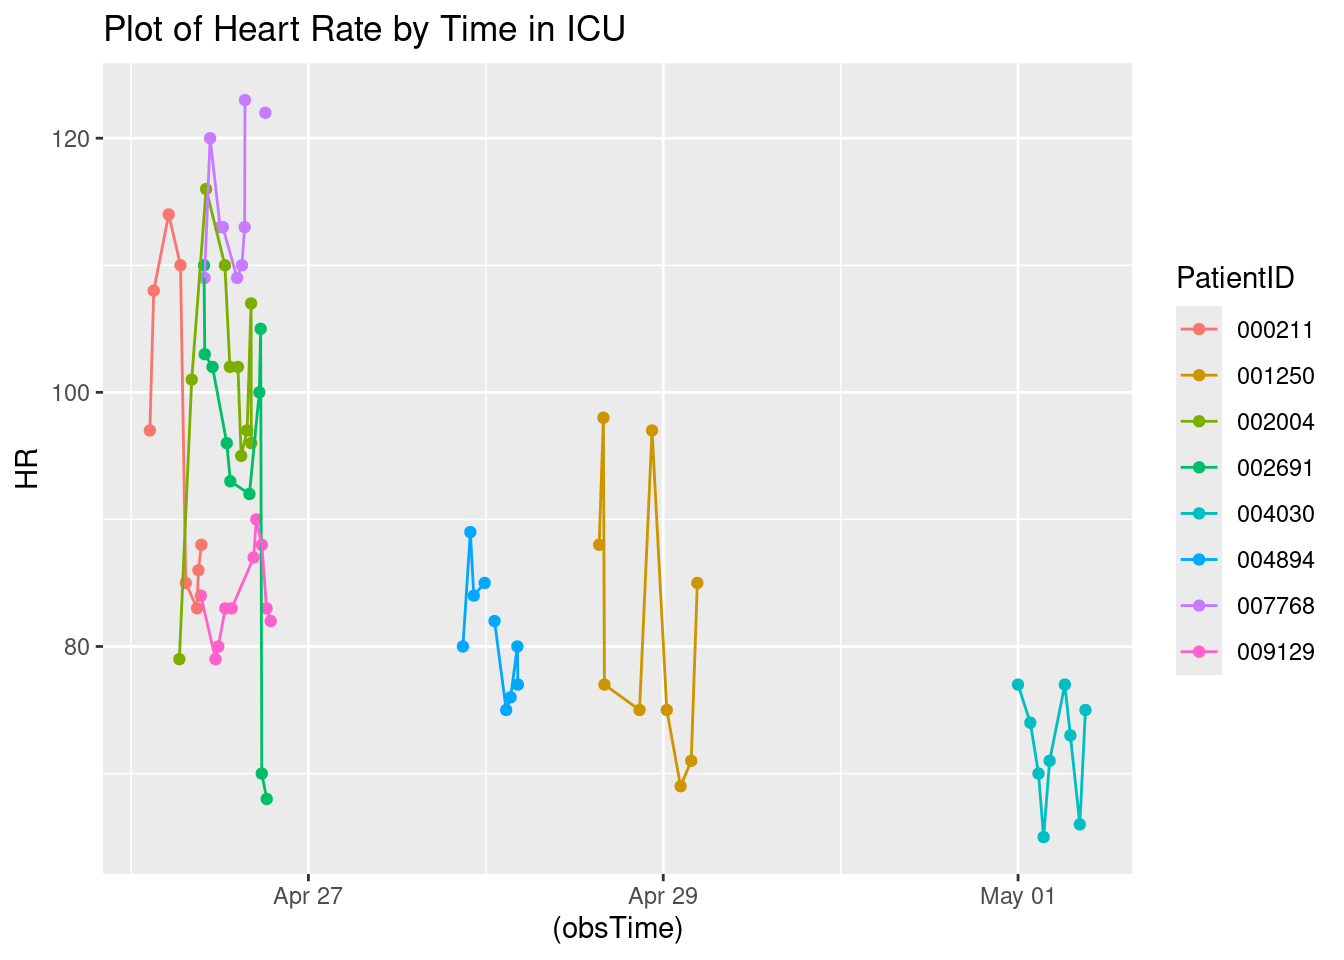 Plot of Heart Rate by Time in ICU
120
100
80
HR
Apr 27
Apr 29
May 01
(obsTime)
PatientID
000211
001250
002004
002691
004030
004894
007768
009129